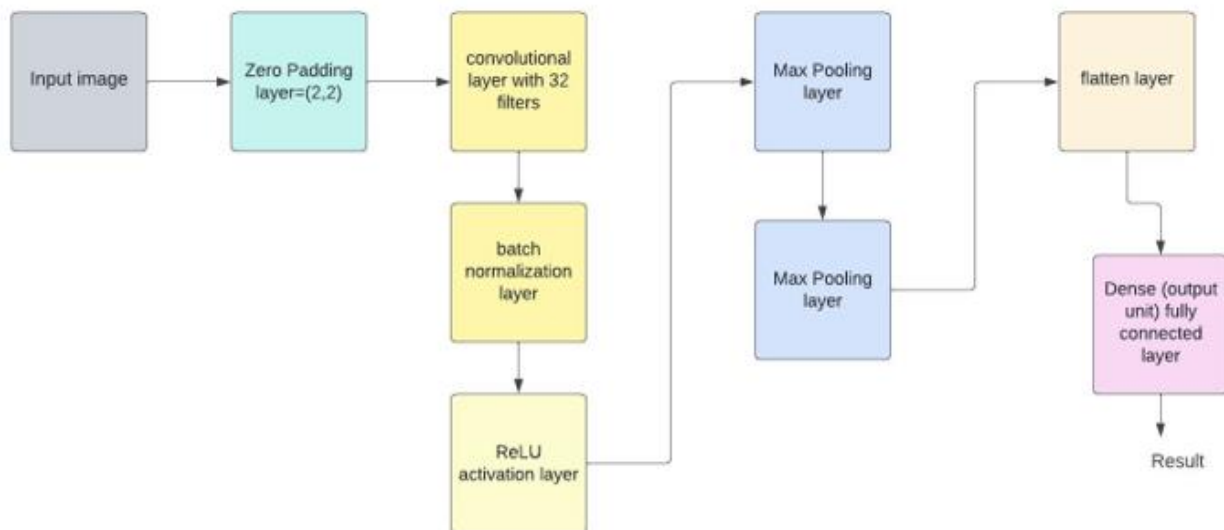 Input image
Zero Padding
layer=(2,2)
convolutional
layer with 32
filters
batch
normalization
layer
ReLU
activation layer
Max Pooling
layer
Max Pooling
layer
flatten layer
Dense (output
unit) fully
connected
layer
Result